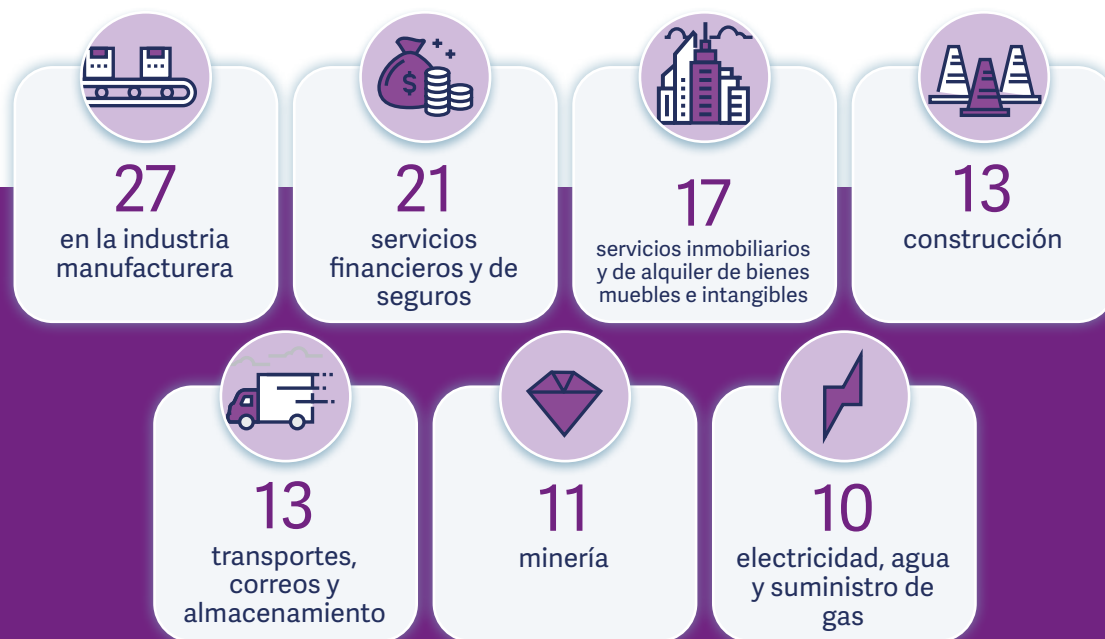 27
en la industria
manufacturera
21
servicios
financieros y de
seguros
17
servicios inmobiliarios
y de alquiler de bienes
muebles e intangibles
13
construcción
13
transportes,
correos y
almacenamiento
11
minería
10
electricidad, agua
y suministro de
gas